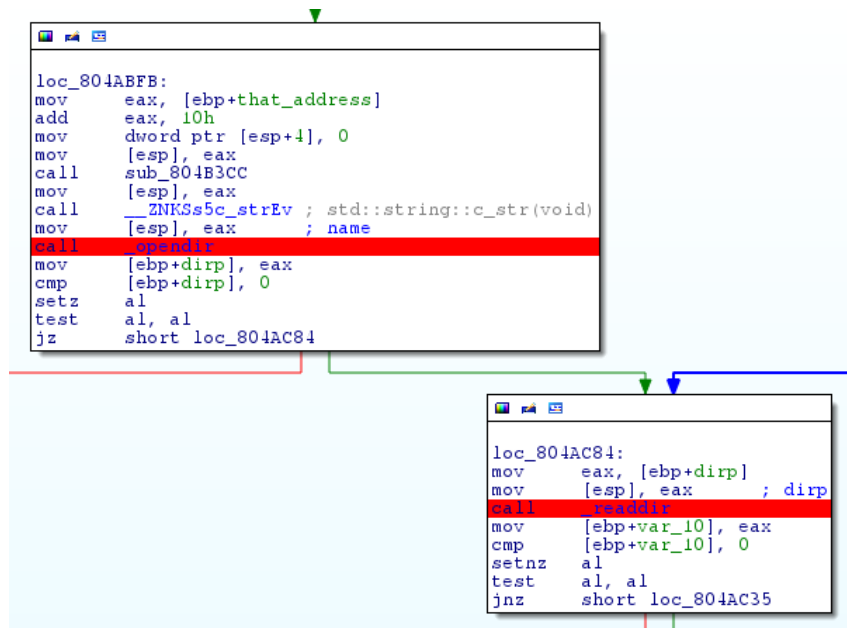 loc_804ABFB:
mov eax, [ebp+that_address]
add eax, 10h
mov dword ptr [esp+4], 0
mov [esp], eax
call sub_804B3CC
mov [esp], eax
call __ZNKSs5c_strEv ; std::string::c_str(void)
mov [esp], eax ; name
call _opendir
mov [ebp+dirp], eax
cmp [ebp+dirp], 0
setz al
test al, al
jz short loc_804AC84
loc_804AC84:
mov eax, [ebp+dirp]
mov [esp], eax ; dirp
call _readdir
mov [ebp+var_10], eax
cmp [ebp+var_10], 0
setnz al
test al, al
jnz short loc_804AC35